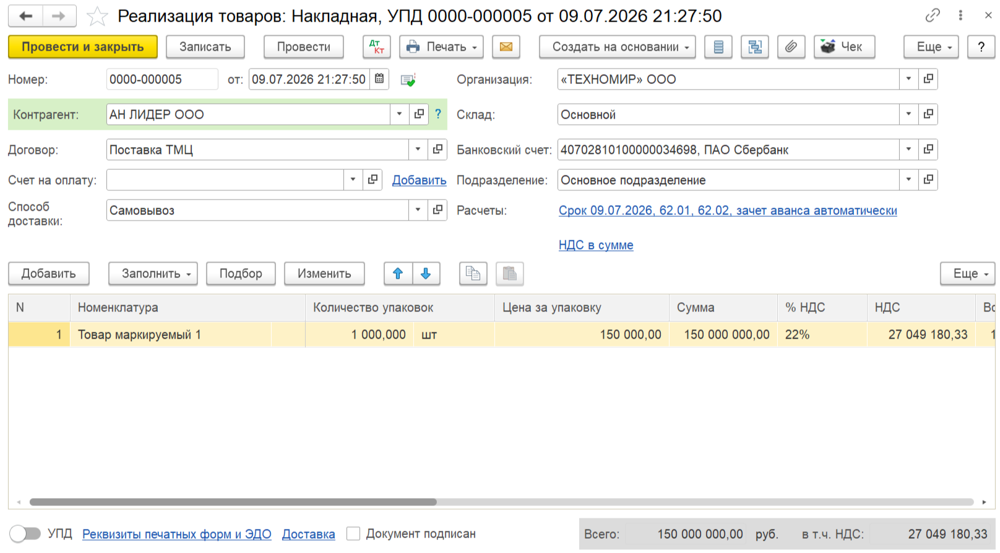 Реализация товаров: Накладная, УПД 0000-000005 от 09.07.2026 21:27:50
Провести и закрыть Записать Провести Дт Кт Печать Создать на основании Чек Еще ?
Номер: 0000-000005 от: 09.07.2026 21:27:50 Организация: «ТЕХНОМИР» ООО
Контрагент: АН ЛИДЕР ООО ? Склад: Основной
Договор: Поставка ТМЦ Банковский счет: 40702810100000034698, ПАО Сбербанк
Счет на оплату: Добавить Подразделение: Основное подразделение
Способ доставки: Самовывоз Расчеты: Срок 09.07.2026, 62.01, 62.02, зачет аванса автоматически
НДС в сумме
Добавить Заполнить Подбор Изменить Еще
N Номенклатура Количество упаковок Цена за упаковку Сумма % НДС НДС Вс
1 Товар маркируемый 1 1 000,000 шт 150 000,00 150 000 000,00 22% 27 049 180,33 1
УПД Реквизиты печатных форм и ЭДО Доставка Документ подписан Всего: 150 000 000,00 руб. в т.ч. НДС: 27 049 180,33